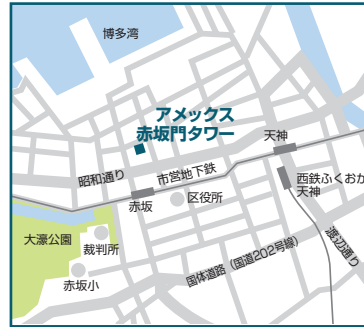 博多湾
アメックス
赤坂門タワー
天神
昭和通り
市営地下鉄
西鉄ふくおか
天神
赤坂
区役所
大濠公園
裁判所
渡辺通り
赤坂小
国体道路（国道202号線）